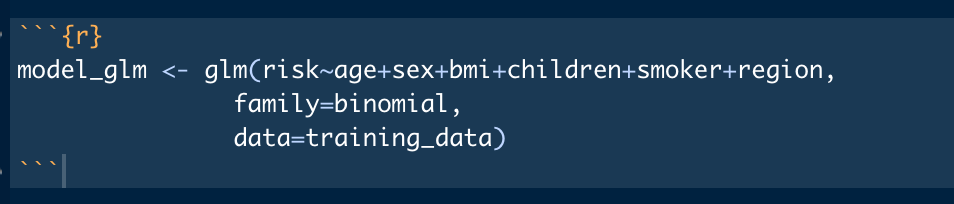 ```{r}
model_glm <- glm(risk~age+sex+bmi+children+smoker+region,
                 family=binomial,
                 data=training_data)
```